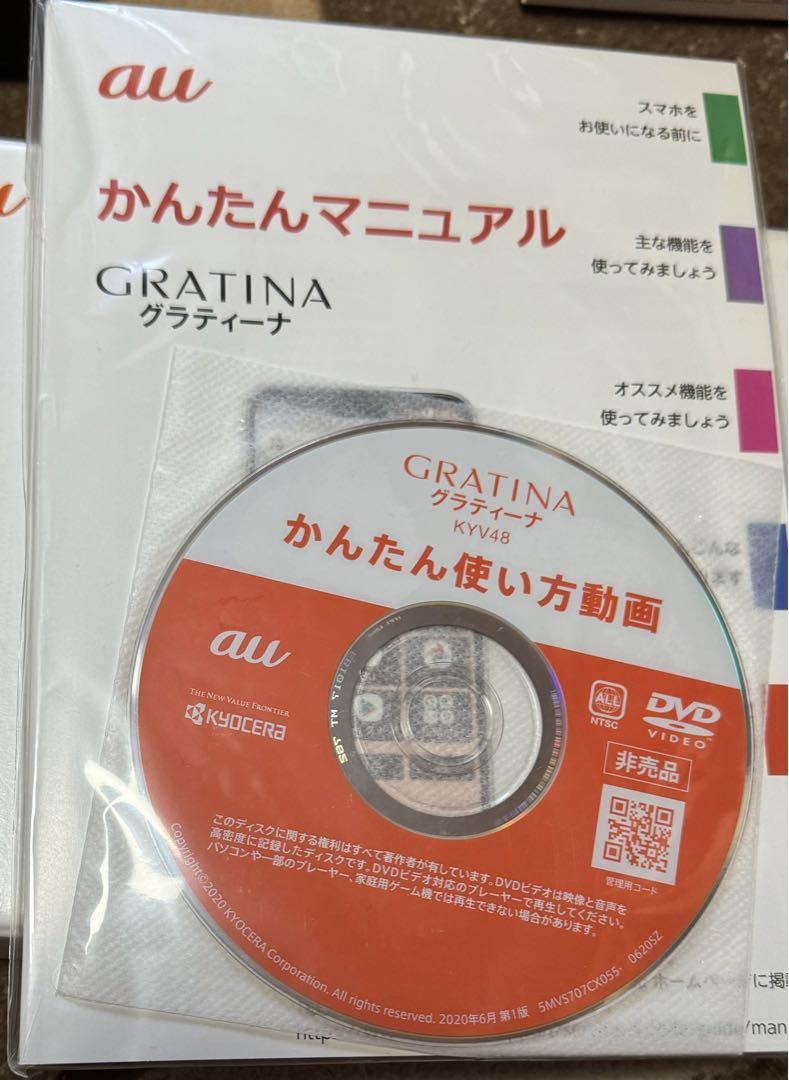 au
スマホを
お使いになる前に
かんたんマニュアル
GRATINA
グラティーナ
主な機能を
使ってみましょう
オススメ機能を
使ってみましょう
GRATINA
グラティーナ
KYV48
かんたん使い方動画
au
THE NEW VALUE FRONTIER
KYOCERA
ALL
NTSC
DVD
VIDEO
非売品
管理用コード
このディスクに関する権利はすべて著作者が有しています。DVDビデオは映像と音声を
高密度に記録したディスクです。DVDビデオ対応のプレーヤーで再生してください。
パソコンや一部のプレーヤー、家庭用ゲーム機では再生できない場合があります。
Copyright©2020 KYOCERA Corporation. All rights reserved. 2020年6月 第1版 5MVS707CX055- 0620SZ
に掲
/man